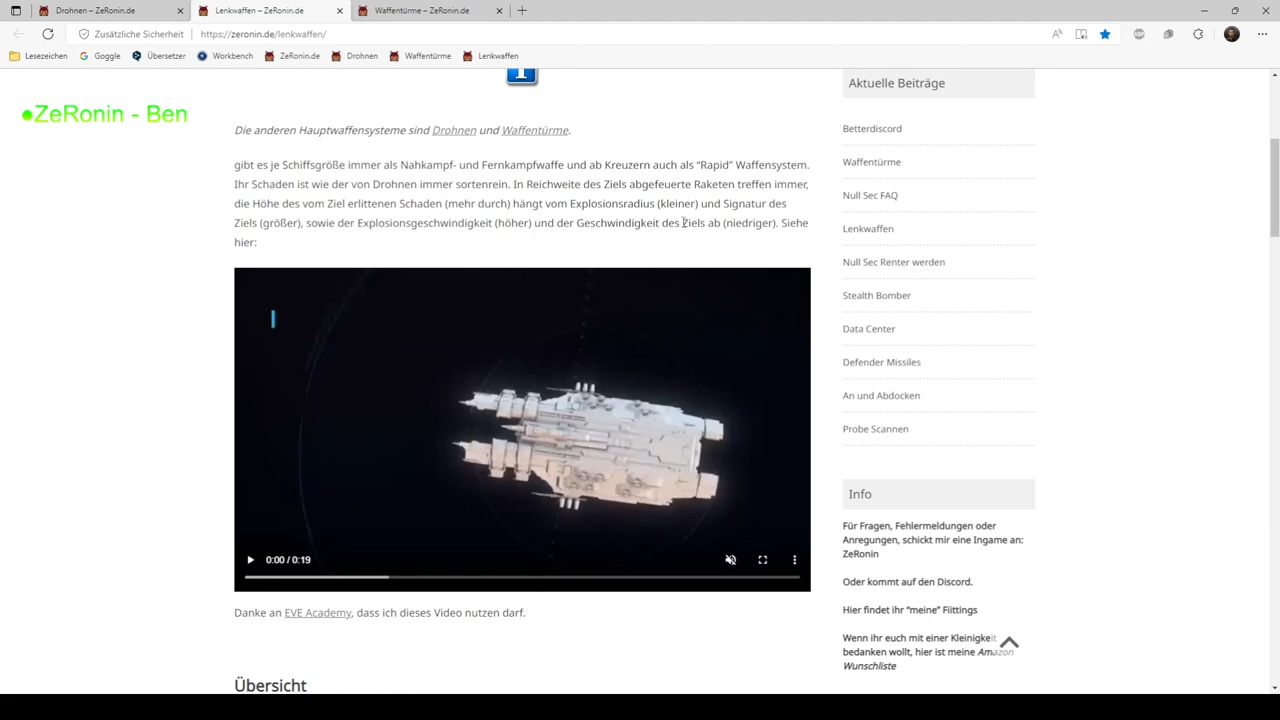 Drohnen – ZeRonin.de
Lenkwaffen – ZeRonin.de
Waffentürme – ZeRonin.de
Zusätzliche Sicherheit
https://zeronin.de/lenkwaffen/
Lesezeichen
Goggle
Übersetzer
Workbench
ZeRonin.de
Drohnen
Waffentürme
Lenkwaffen
ZeRonin - Ben
Die anderen Hauptwaffensysteme sind Drohnen und Waffentürme.
gibt es je Schiffsgröße immer als Nahkampf- und Fernkampfwaffe und ab Kreuzern auch als “Rapid” Waffensystem.
Ihr Schaden ist wie der von Drohnen immer sortenrein. In Reichweite des Ziels abgefeuerte Raketen treffen immer,
die Höhe des vom Ziel erlittenen Schaden (mehr durch) hängt vom Explosionsradius (kleiner) und Signatur des
Ziels (größer), sowie der Explosionsgeschwindigkeit (höher) und der Geschwindigkeit des Ziels ab (niedriger). Siehe
hier:
0:00 / 0:19
Danke an EVE Academy, dass ich dieses Video nutzen darf.
Übersicht
Aktuelle Beiträge
Betterdiscord
Waffentürme
Null Sec FAQ
Lenkwaffen
Null Sec Renter werden
Stealth Bomber
Data Center
Defender Missiles
An und Abdocken
Probe Scannen
Info
Für Fragen, Fehlermeldungen oder
Anregungen, schickt mir eine Ingame an:
ZeRonin
Oder kommt auf den Discord.
Hier findet ihr “meine” Fiittings
Wenn ihr euch mit einer Kleinigkeit
bedanken wollt, hier ist meine Amazon
Wunschliste